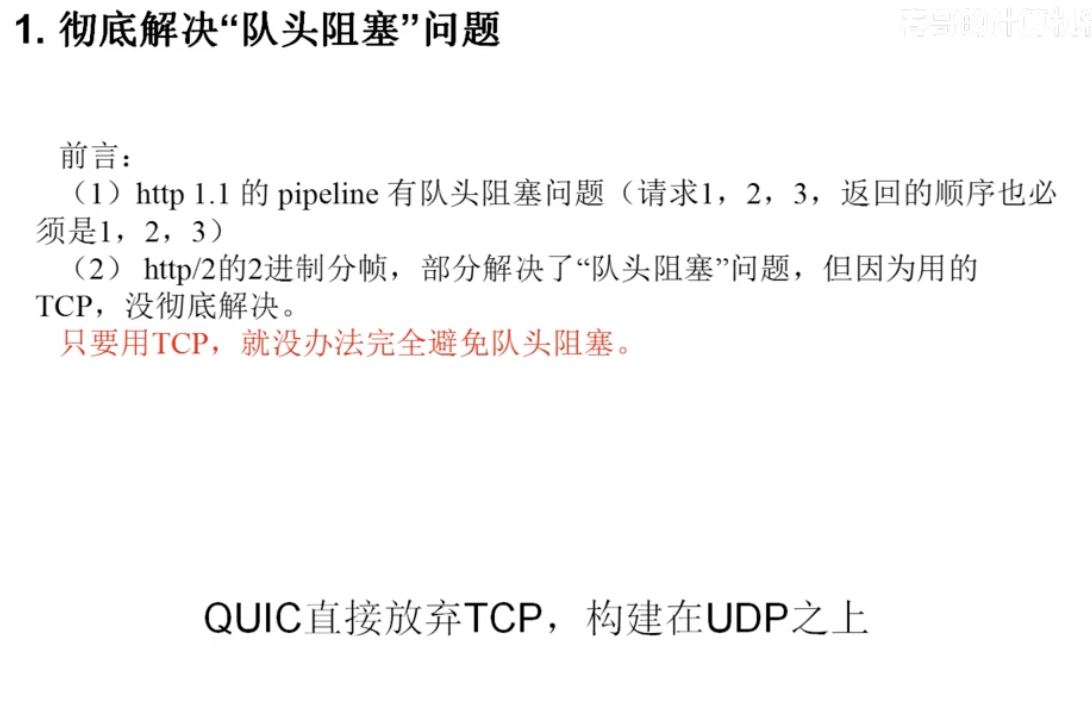 1. 彻底解决“队头阻塞”问题
前言：
（1）http 1.1 的 pipeline 有队头阻塞问题（请求1，2，3，返回的顺序也必
须是1，2，3）
（2） http/2的2进制分帧，部分解决了“队头阻塞”问题，但因为用的
TCP，没彻底解决。
只要用TCP，就没办法完全避免队头阻塞。
QUIC直接放弃TCP，构建在UDP之上